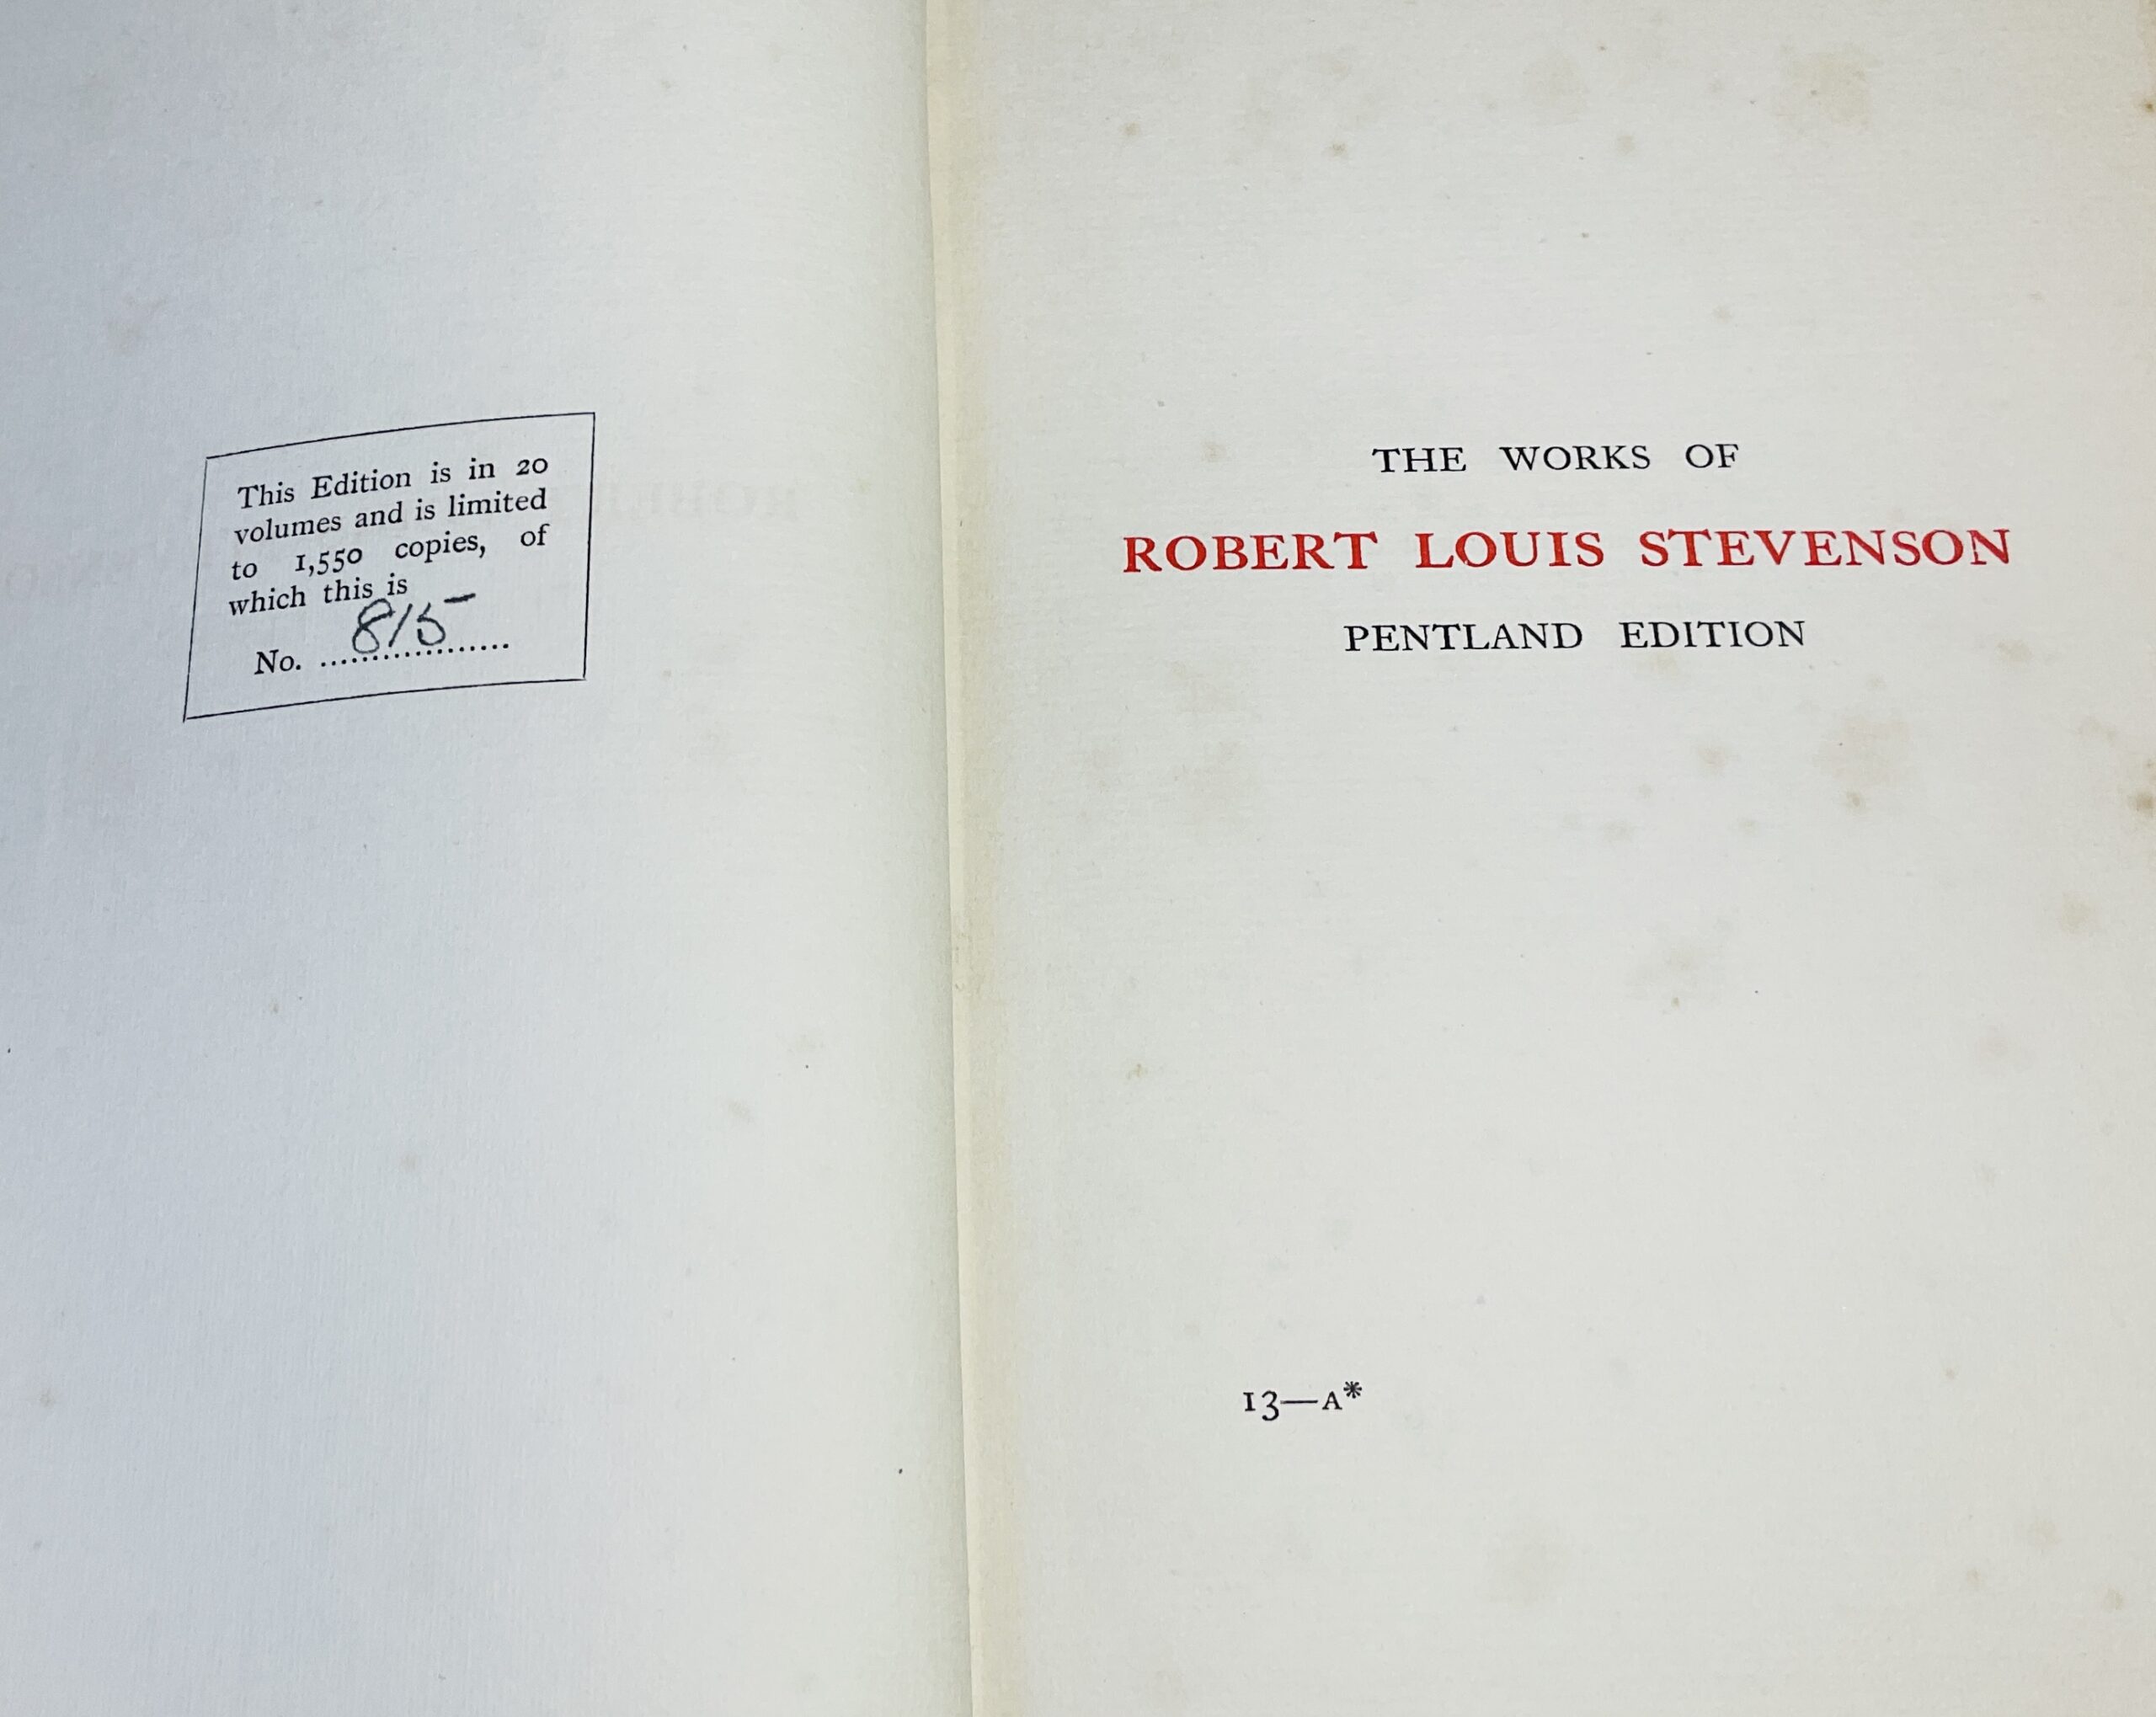 This Edition is in 20
volumes and is limited
to 1,550 copies, of
which this is
No. 815
THE WORKS OF
ROBERT LOUIS STEVENSON
PENTLAND EDITION
13—A*